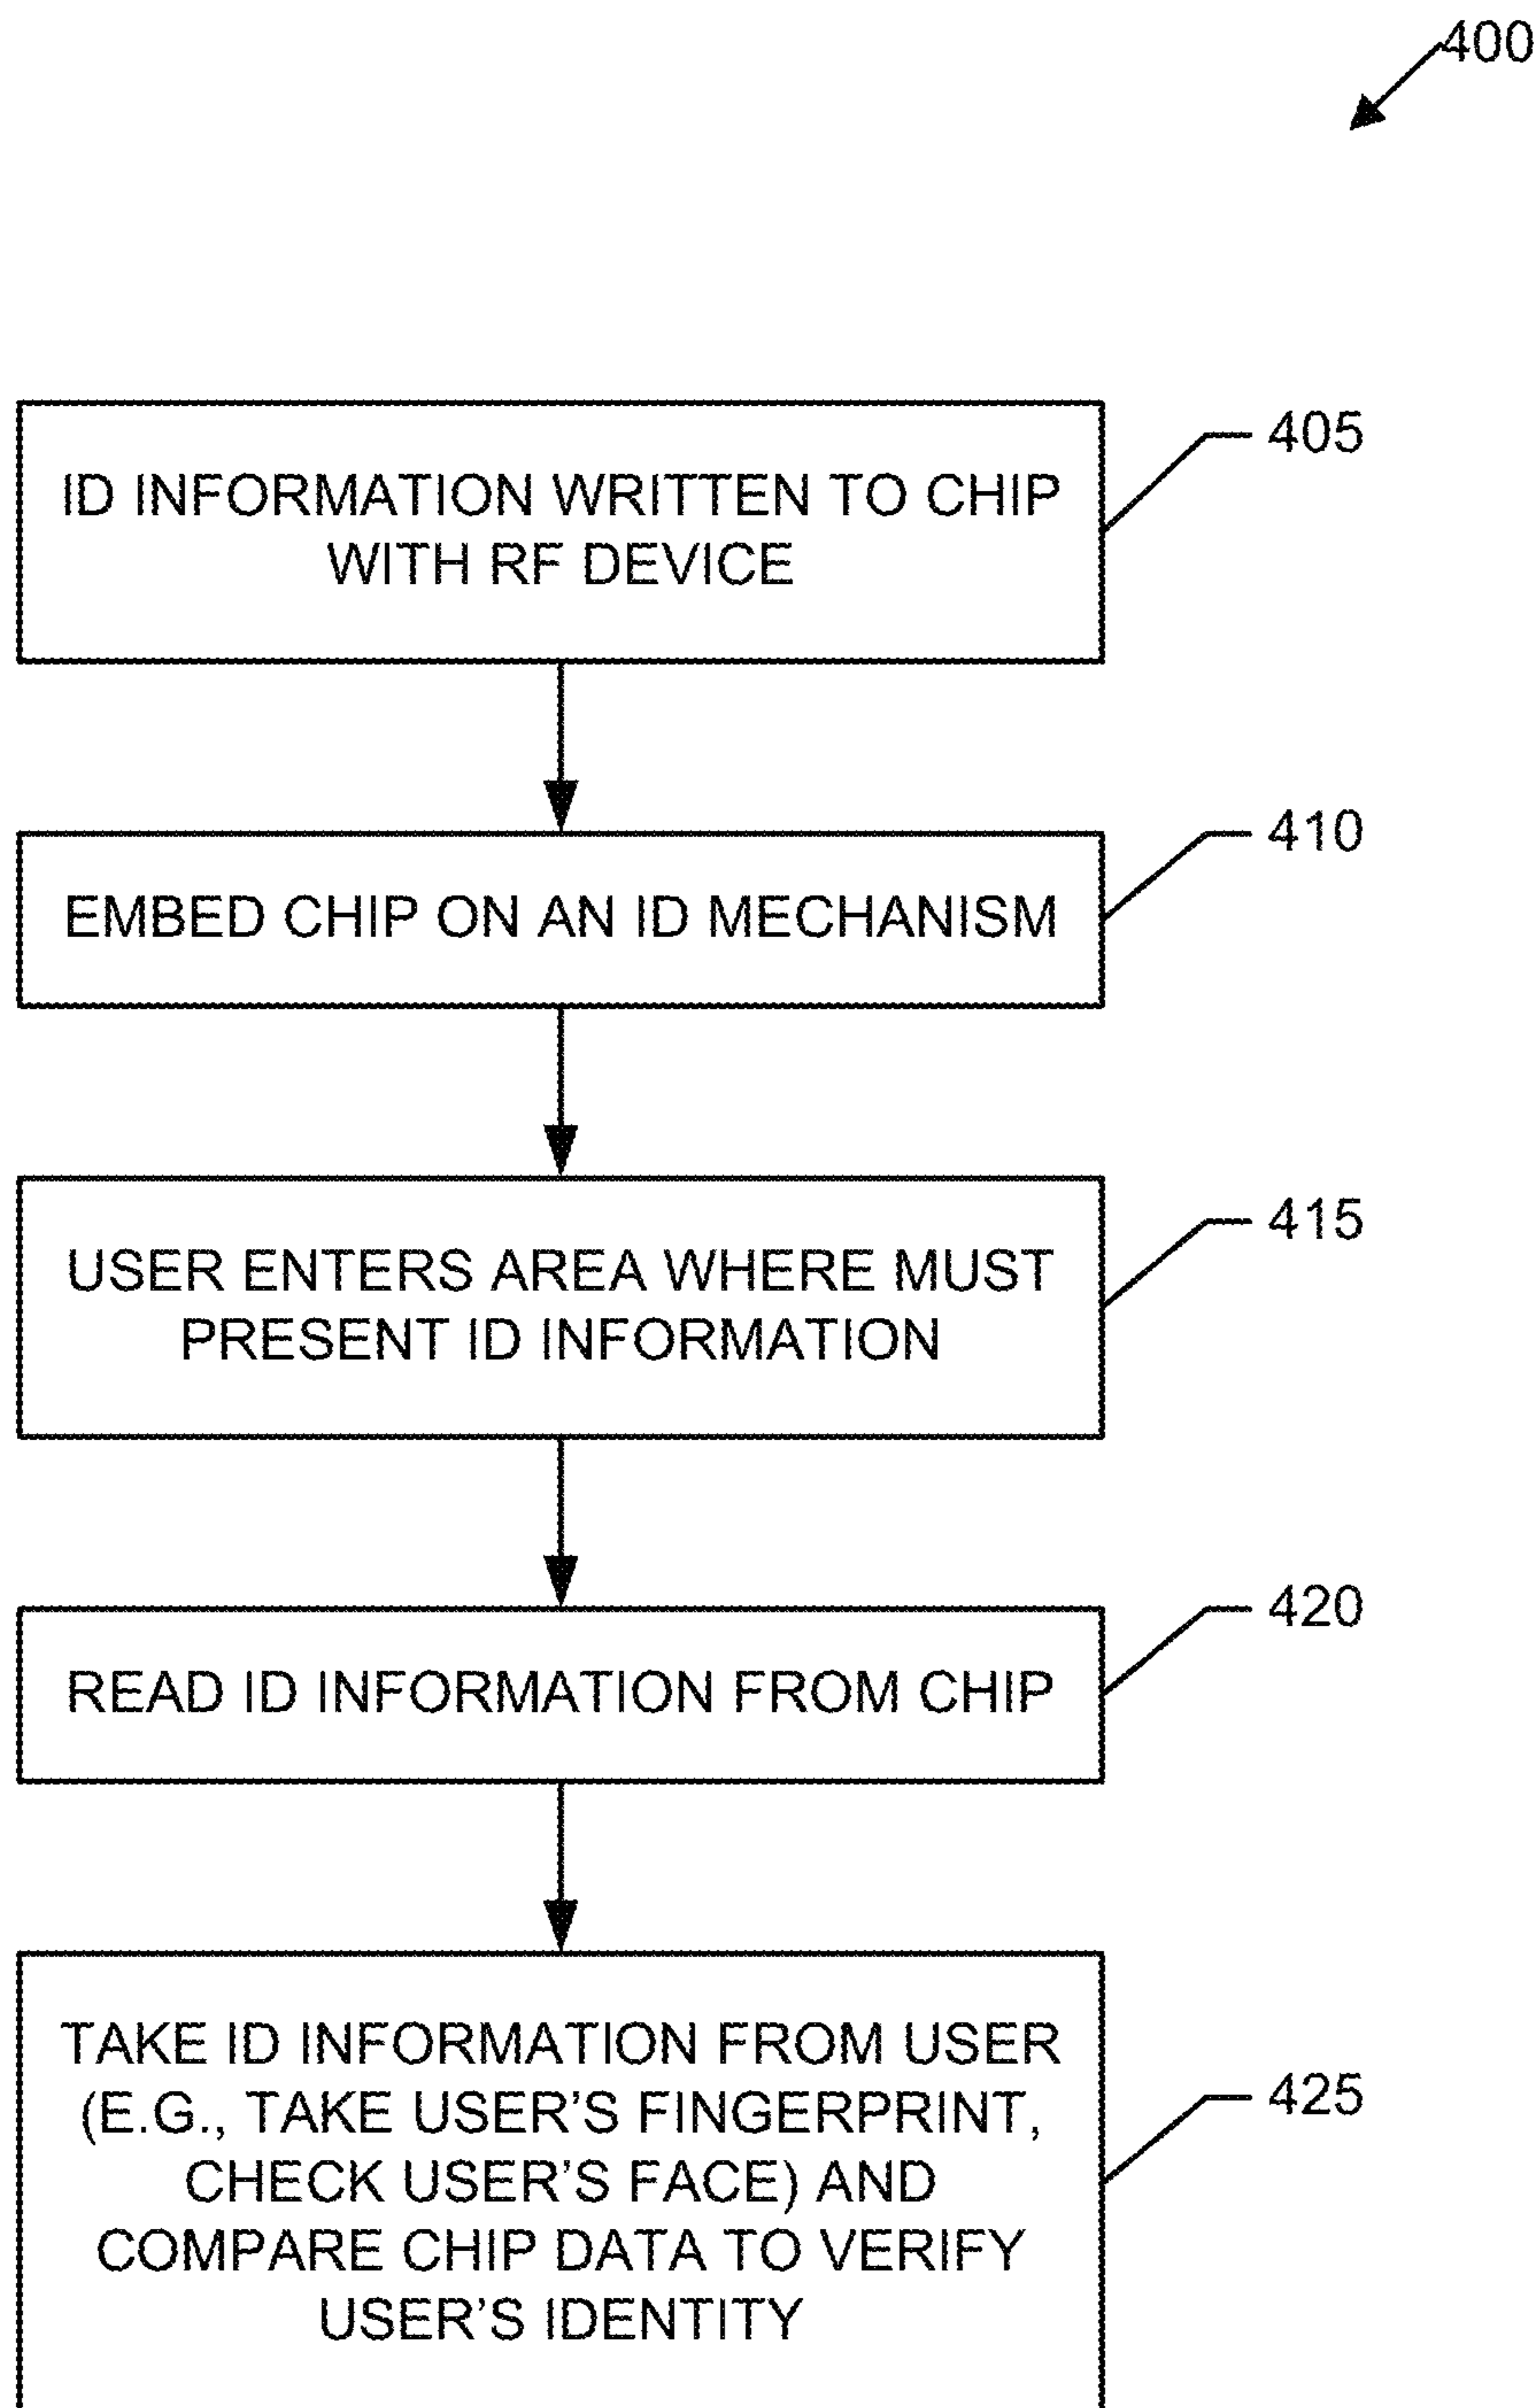 400
ID INFORMATION WRITTEN TO CHIP
WITH RF DEVICE
405
EMBED CHIP ON AN ID MECHANISM
410
USER ENTERS AREA WHERE MUST
PRESENT ID INFORMATION
415
READ ID INFORMATION FROM CHIP
420
TAKE ID INFORMATION FROM USER
(E.G., TAKE USER'S FINGERPRINT,
CHECK USER'S FACE) AND
COMPARE CHIP DATA TO VERIFY
USER'S IDENTITY
425